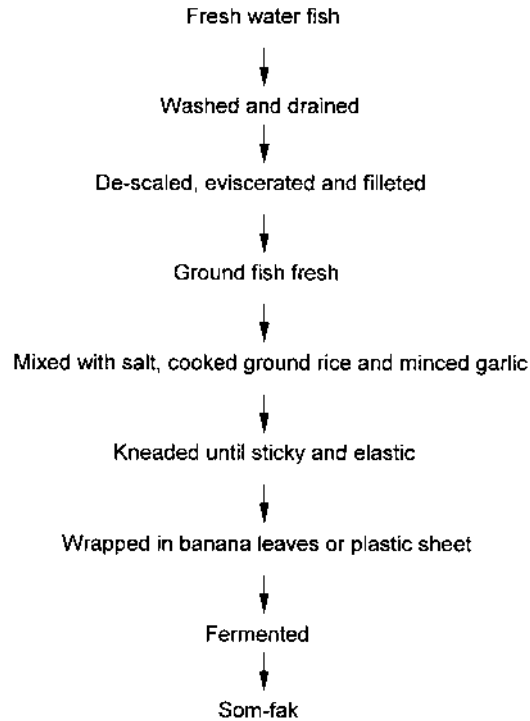 Fresh water fish
Washed and drained
De-scaled, eviscerated and filleted
Ground fish fresh
Mixed with salt, cooked ground rice and minced garlic
Kneaded until sticky and elastic
Wrapped in banana leaves or plastic sheet
Fermented
Som-fak